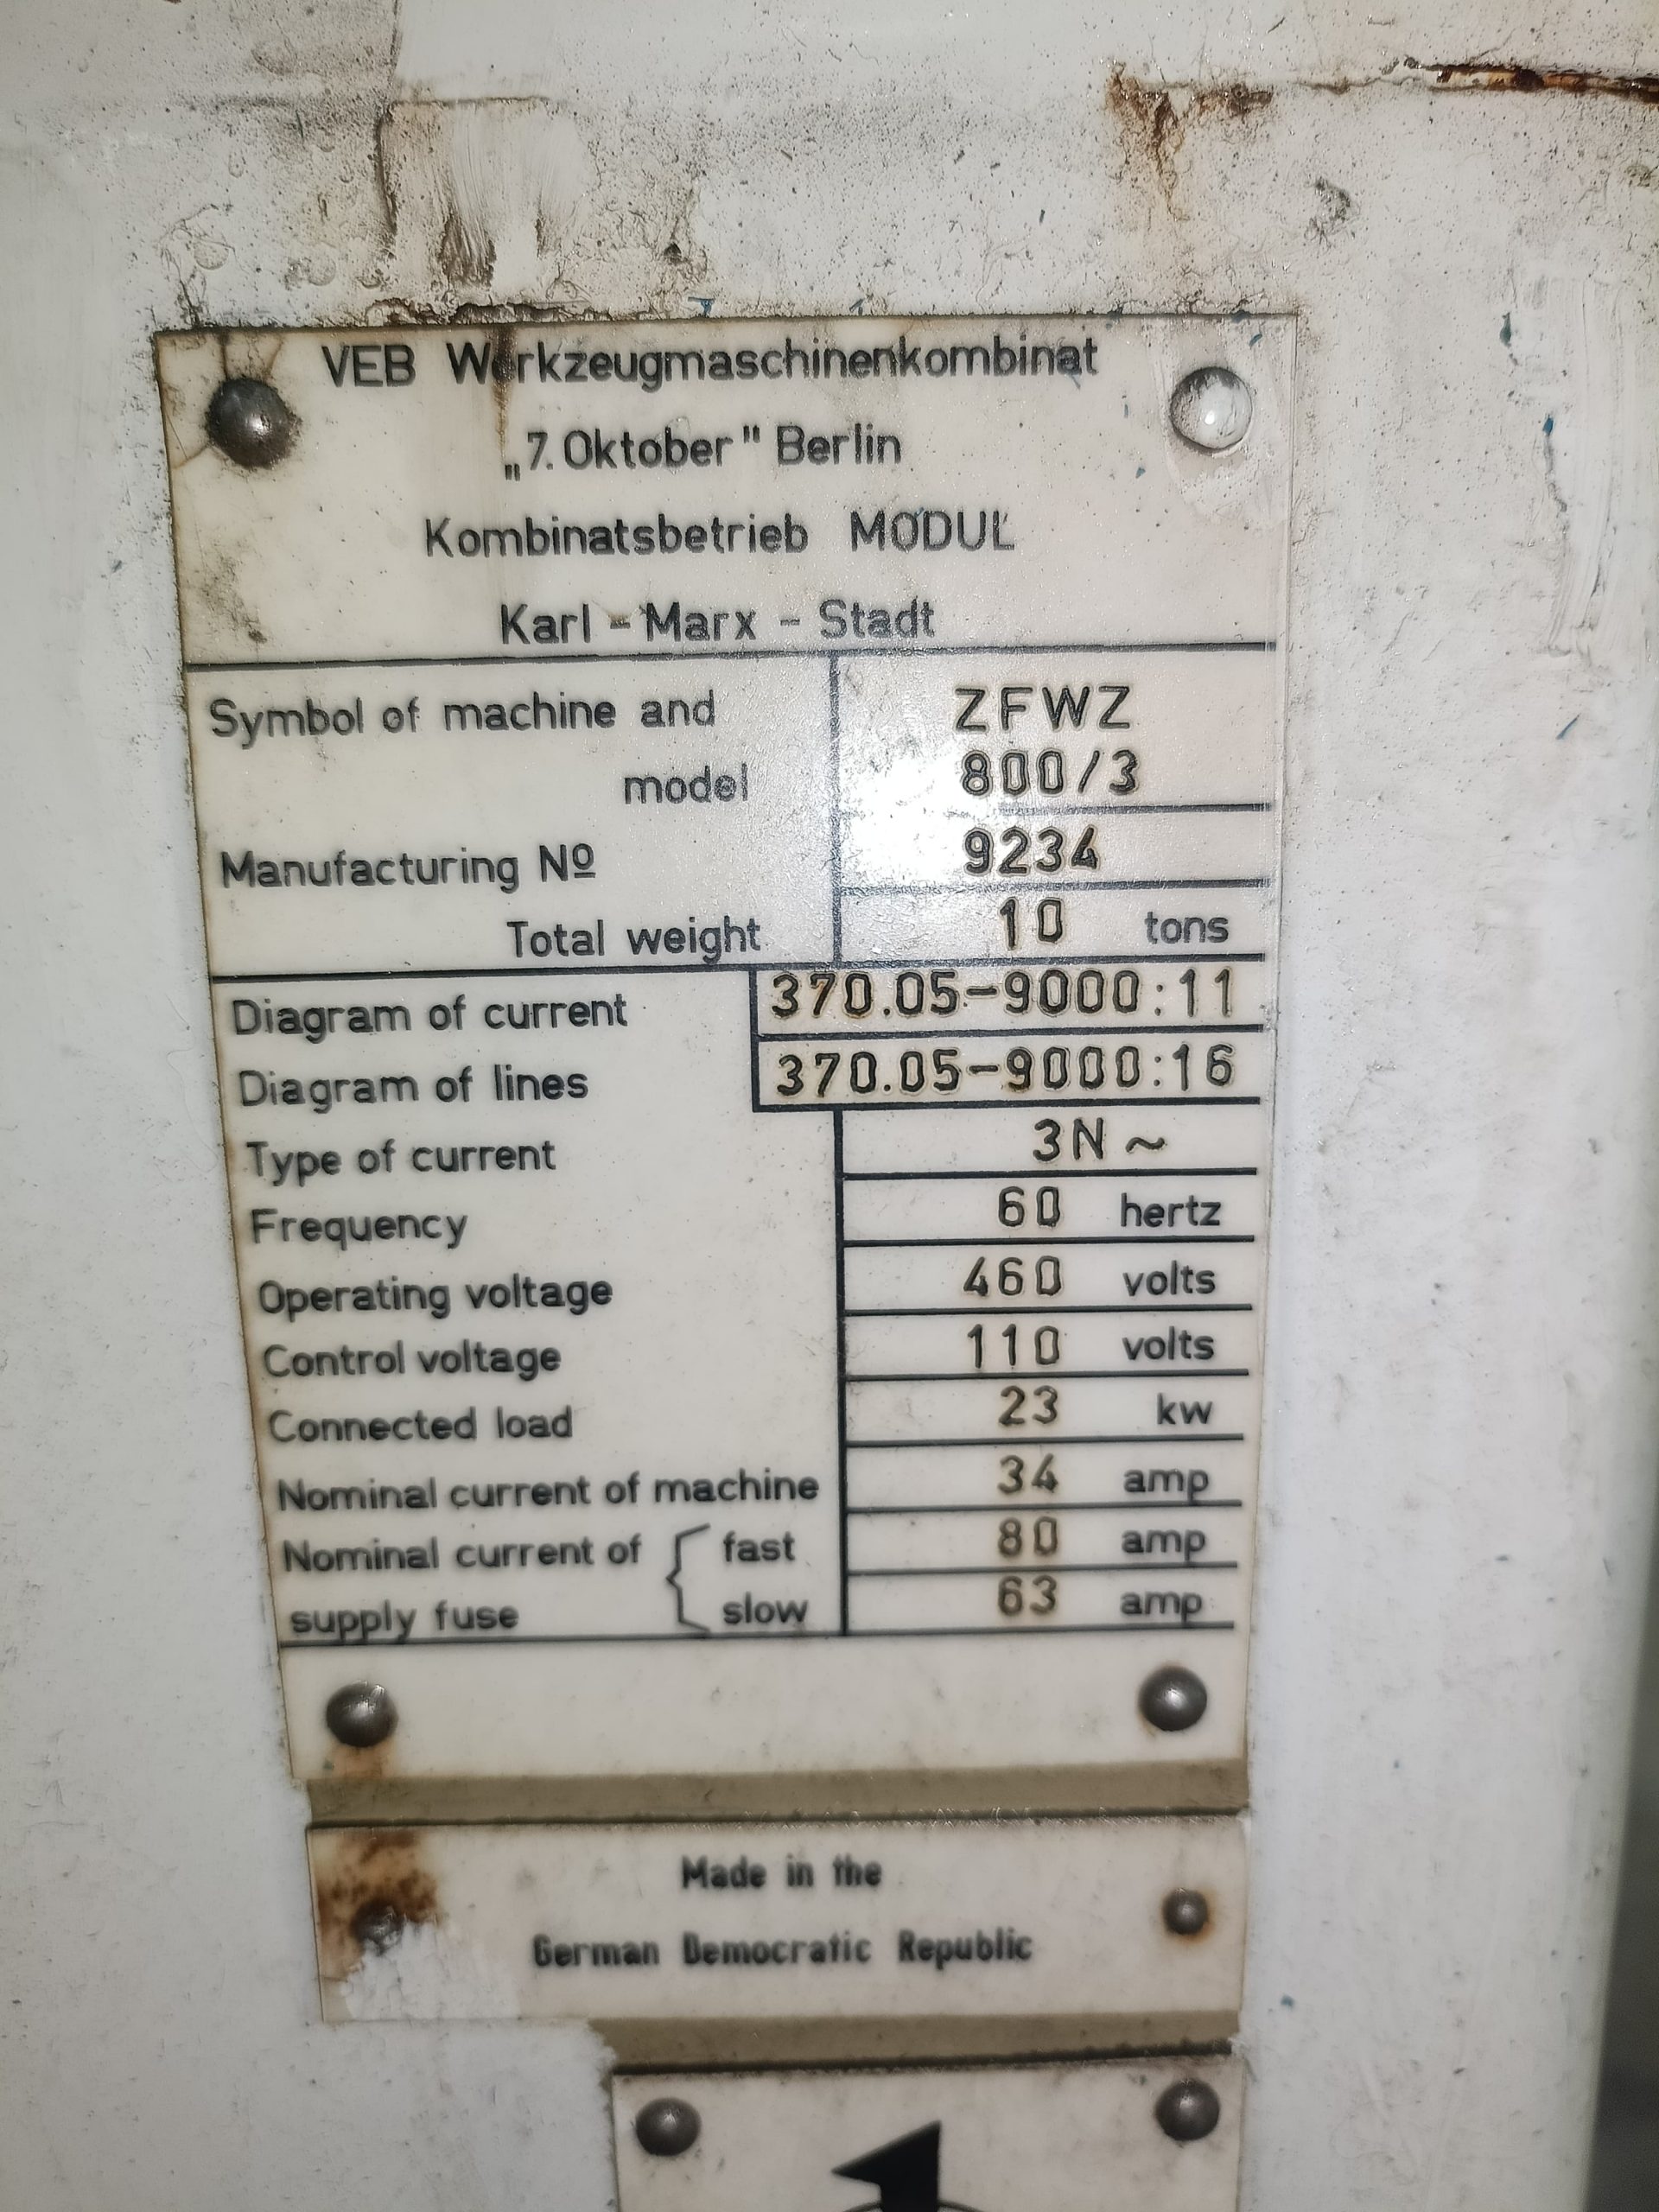 VEB Werkzeugmaschinenkombinat
„7. Oktober" Berlin
Kombinatsbetrieb MODUL
Karl - Marx - Stadt
Symbol of machine and model ZFWZ 800/3
Manufacturing Nº 9234
Total weight 10 tons
Diagram of current 370.05-9000:11
Diagram of lines 370.05-9000:16
Type of current 3N ~
Frequency 60 hertz
Operating voltage 460 volts
Control voltage 110 volts
Connected load 23 kw
Nominal current of machine 34 amp
Nominal current of { fast 80 amp
supply fuse slow 63 amp
Made in the
German Democratic Republic